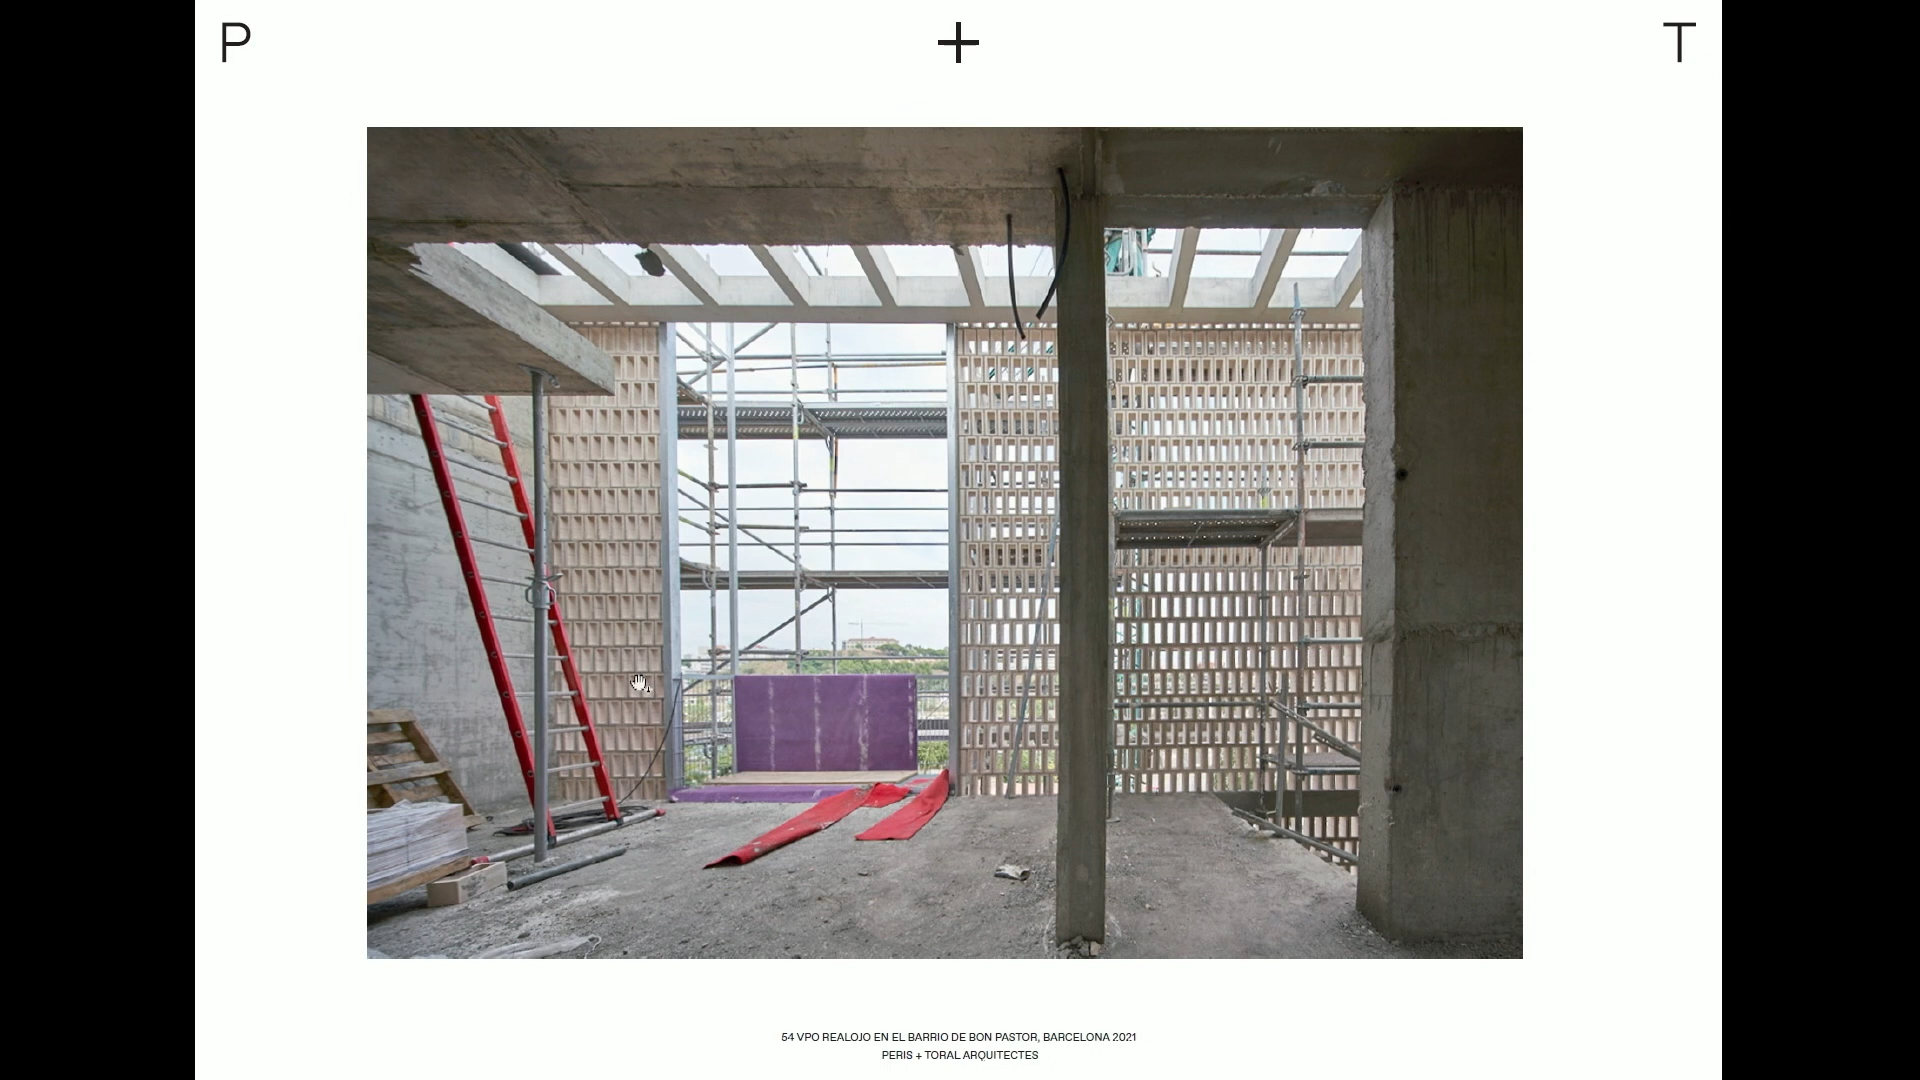 P + T
54 VPO REALOJO EN EL BARRIO DE BON PASTOR, BARCELONA 2021
PERIS + TORAL ARQUITECTES